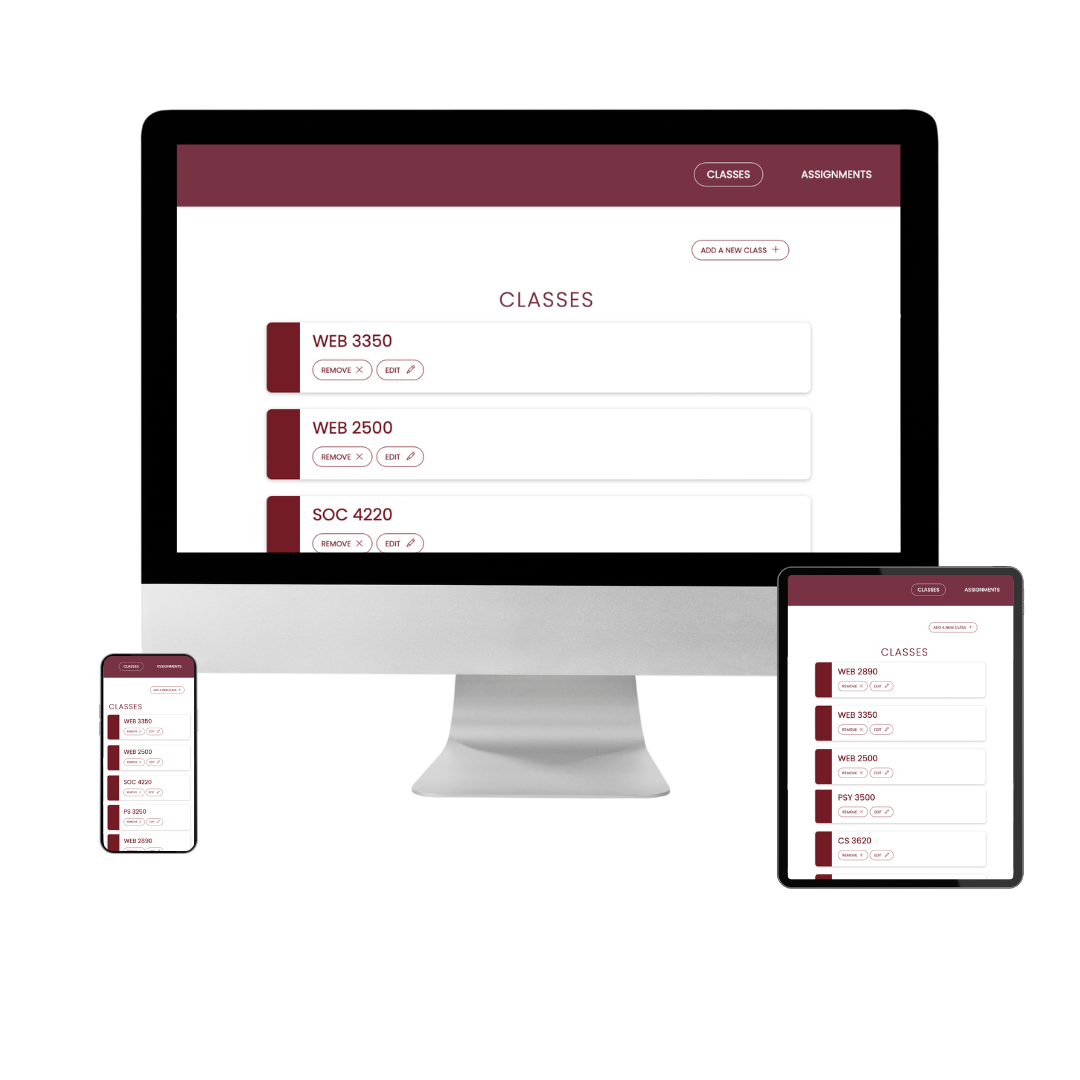 CLASSES ASSIGNMENTS
ADD A NEW CLASS +
CLASSES
WEB 3350
REMOVE × EDIT
WEB 2500
REMOVE × EDIT
SOC 4220
REMOVE × EDIT
CLASSES ASSIGNMENTS
ADD A NEW CLASS +
CLASSES
WEB 3350
REMOVE × EDIT
WEB 2500
REMOVE × EDIT
SOC 4220
REMOVE × EDIT
PS 3250
REMOVE × EDIT
WEB 2890
CLASSES ASSIGNMENTS
ADD A NEW CLASS +
CLASSES
WEB 2890
REMOVE × EDIT
WEB 3350
REMOVE × EDIT
WEB 2500
REMOVE × EDIT
PSY 3500
REMOVE × EDIT
CS 3620
REMOVE × EDIT